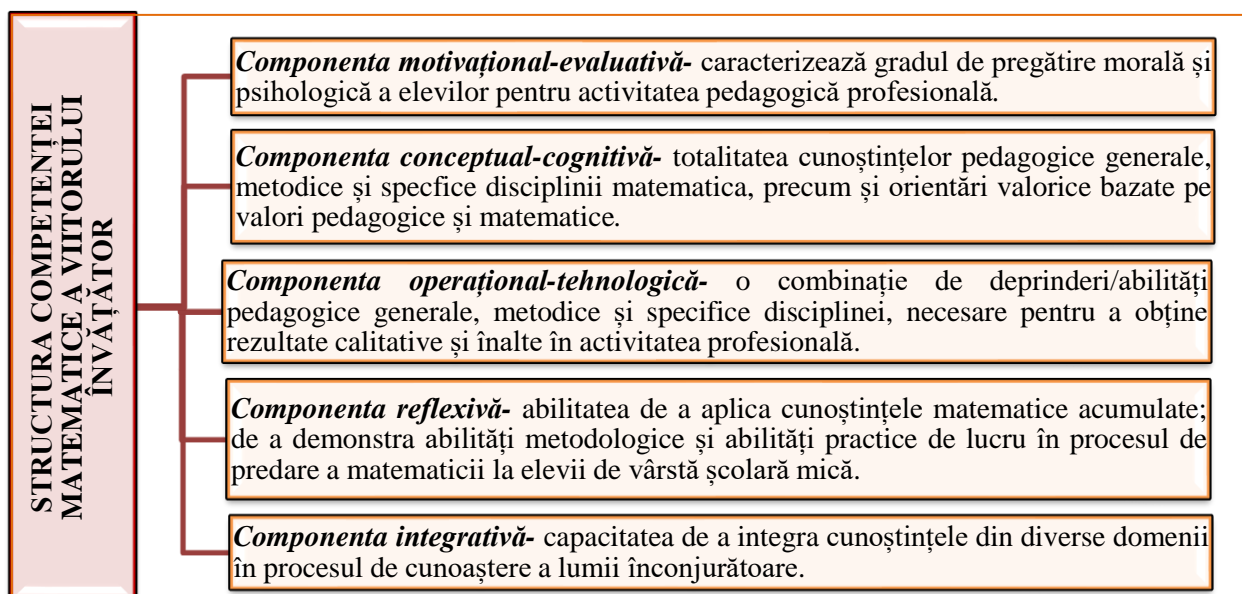 STRUCTURA COMPETENȚEI
MATEMATICE A VIITORULUI
ÎNVĂȚĂTOR
Componenta motivațional-evaluativă- caracterizează gradul de pregătire morală și
psihologică a elevilor pentru activitatea pedagogică profesională.
Componenta conceptual-cognitivă- totalitatea cunoștințelor pedagogice generale,
metodice și specfice disciplinii matematica, precum și orientări valorice bazate pe
valori pedagogice și matematice.
Componenta operațional-tehnologică- o combinație de deprinderi/abilități
pedagogice generale, metodice și specifice disciplinei, necesare pentru a obține
rezultate calitative și înalte în activitatea profesională.
Componenta reflexivă- abilitatea de a aplica cunoștințele matematice acumulate;
de a demonstra abilități metodologice și abilități practice de lucru în procesul de
predare a matematicii la elevii de vârstă școlară mică.
Componenta integrativă- capacitatea de a integra cunoștințele din diverse domenii
în procesul de cunoaștere a lumii înconjurătoare.